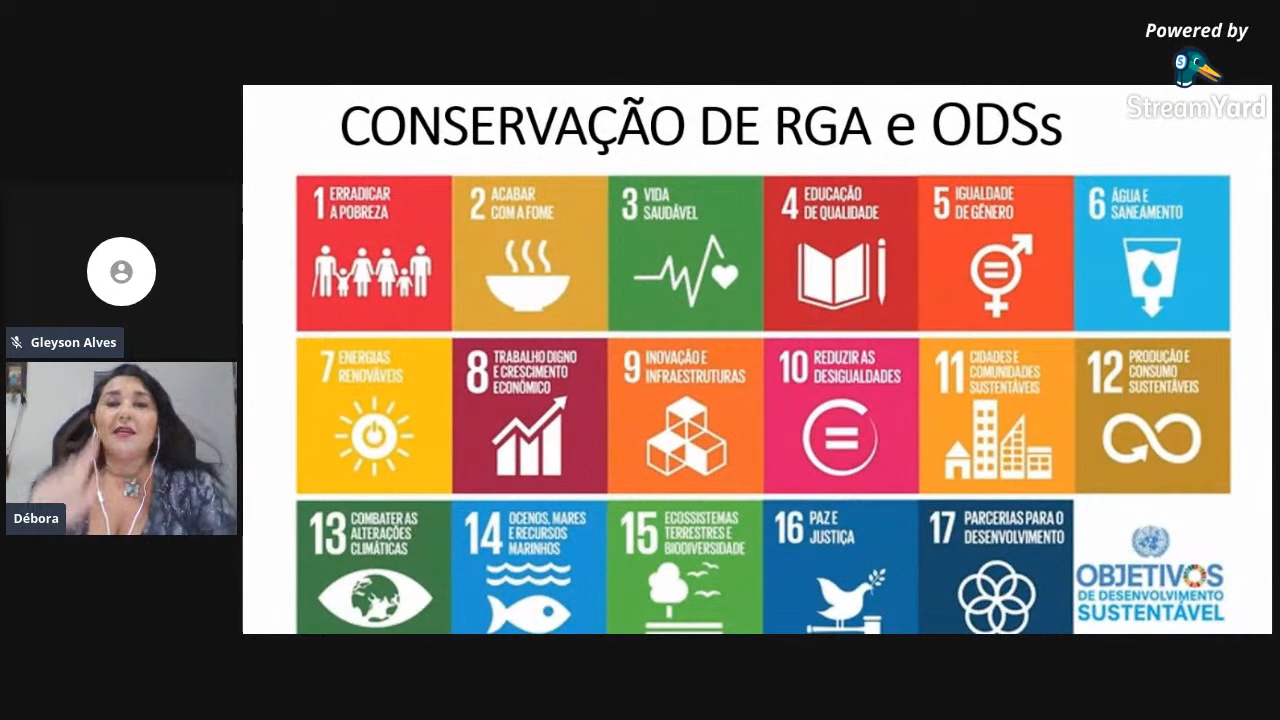 Powered by
StreamYard
CONSERVAÇÃO DE RGA e ODSs
1 ERRADICAR
A POBREZA
2 ACABAR
COM A FOME
3 VIDA
SAUDÁVEL
4 EDUCAÇÃO
DE QUALIDADE
5 IGUALDADE
DE GÉNERO
6 ÁGUA E
SANEAMENTO
7 ENERGIAS
RENOVÁVEIS
8 TRABALHO DIGNO
E CRESCIMENTO
ECONÓMICO
9 INOVAÇÃO E
INFRAESTRUTURAS
10 REDUZIR AS
DESIGUALDADES
11 CIDADES E
COMUNIDADES
SUSTENTÁVEIS
12 PRODUÇÃO E
CONSUMO
SUSTENTÁVEIS
13 COMBATER AS
ALTERAÇÕES
CLIMÁTICAS
14 OCENOS, MARES
E RECURSOS
MARINHOS
15 ECOSSISTEMAS
TERRESTRES E
BIODIVERSIDADE
16 PAZ E
JUSTIÇA
17 PARCERIAS PARA O
DESENVOLVIMENTO
OBJETIVOS
DE DESENVOLVIMENTO
SUSTENTÁVEL
Gleyson Alves
Débora